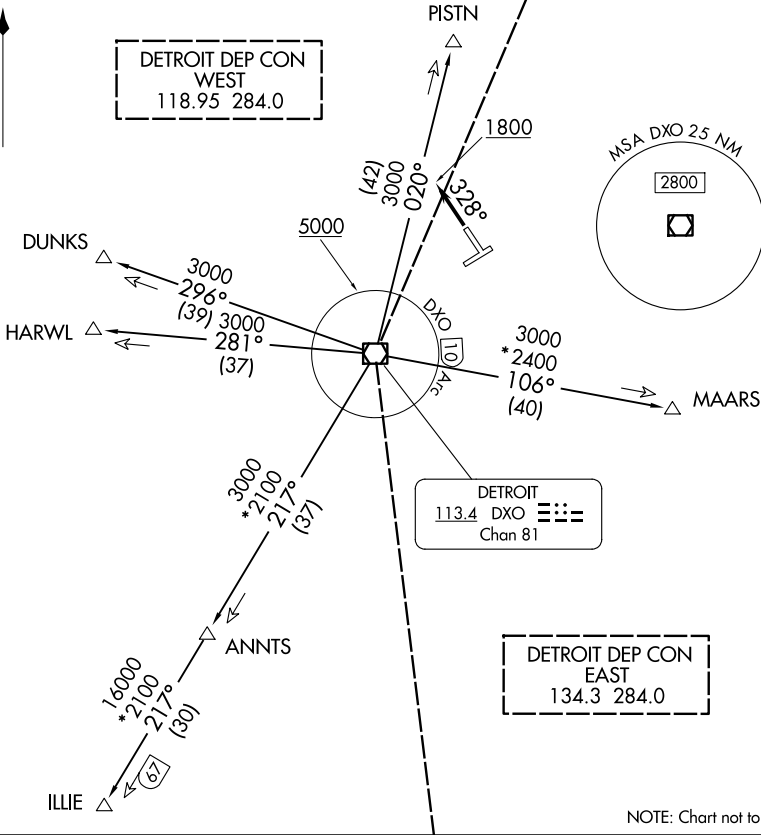 PISTN
DETROIT DEP CON
WEST
118.95 284.0
1800
MSA DXO 25 NM
2800
(42)
3000
020°
328°
5000
DUNKS
3000
296°
(39)
HARWL
3000
281°
(37)
DXO
10
Arc
3000
*2400
106°
(40)
MAARS
3000
*2100
217°
(37)
DETROIT
113.4 DXO
Chan 81
ANNTS
DETROIT DEP CON
EAST
134.3 284.0
16000
*2100
217°
(30)
67
ILLIE
NOTE: Chart not to